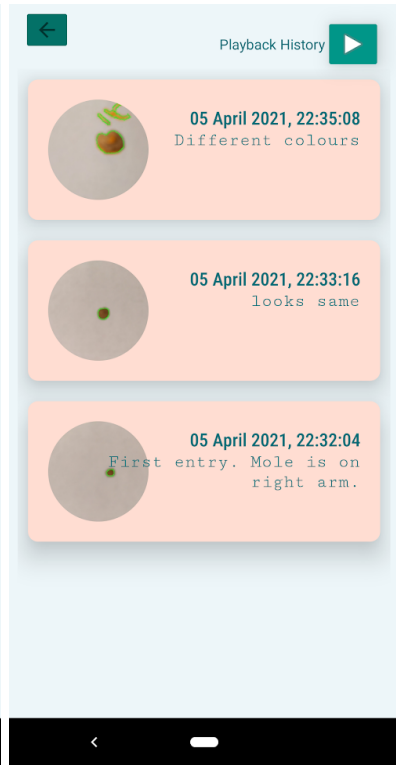 Playback History
05 April 2021, 22:35:08
Different colours
05 April 2021, 22:33:16
looks same
05 April 2021, 22:32:04
First entry. Mole is on
right arm.